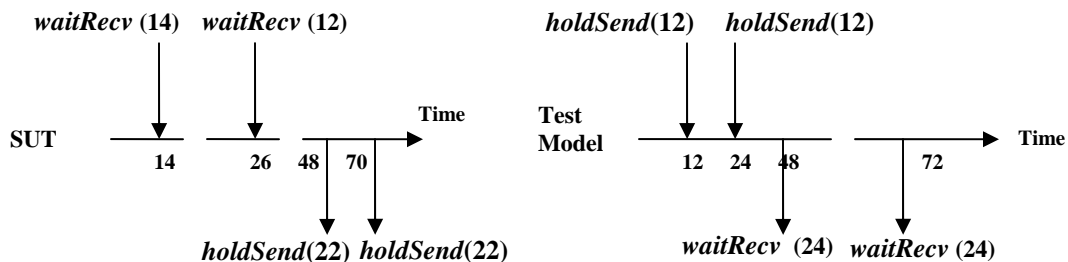 waitRecv (14) waitRecv (12)
SUT
Time
14 26 48 70
holdSend(22) holdSend(22)
holdSend(12) holdSend(12)
Test
Model
Time
12 24 48 72
waitRecv (24) waitRecv (24)